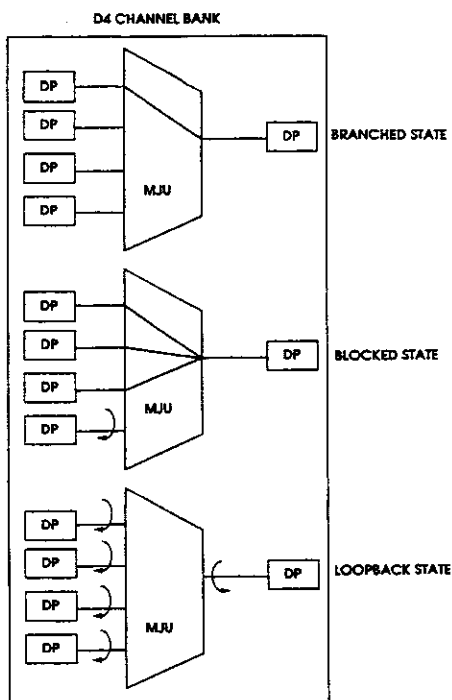 D4 CHANNEL BANK
DP
DP
DP BRANCHED STATE
DP
MJU
DP
DP
DP
DP BLOCKED STATE
DP
MJU
DP
DP
DP
DP LOOPBACK STATE
DP
MJU
DP